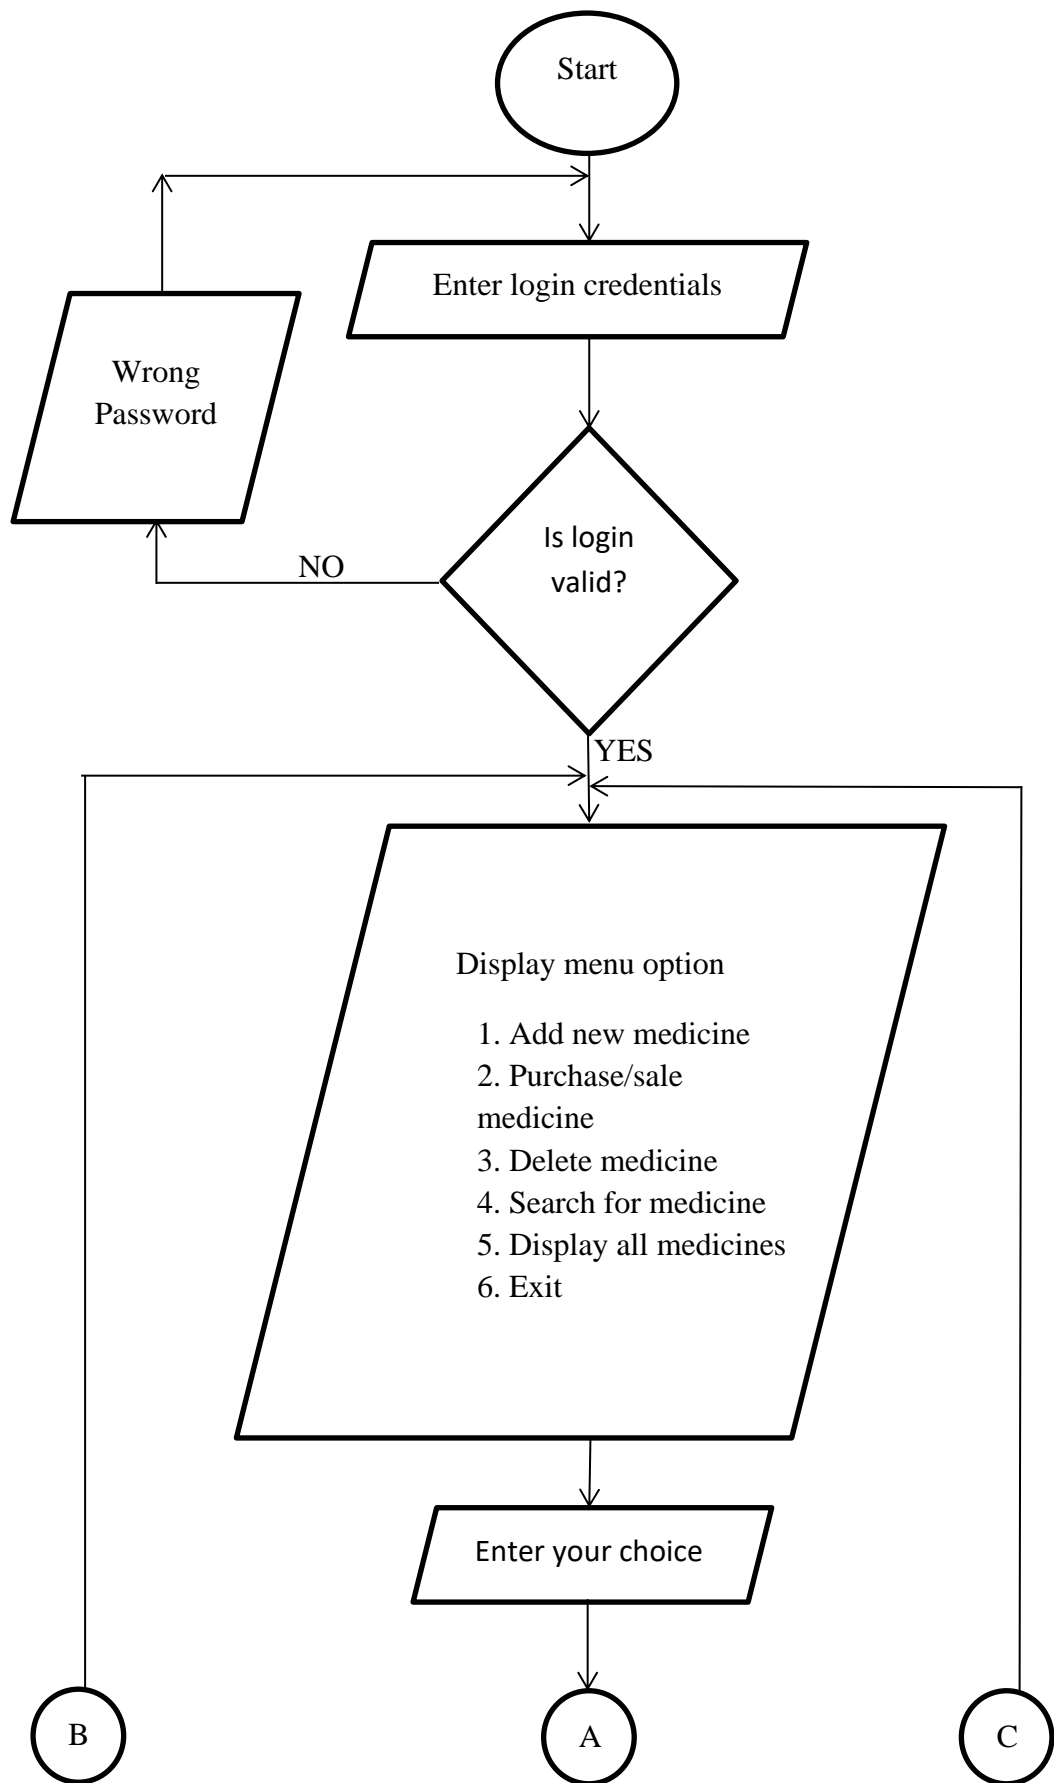 Start
Enter login credentials
Wrong
Password
Is login
valid?
NO
YES
Display menu option
1. Add new medicine
2. Purchase/sale
medicine
3. Delete medicine
4. Search for medicine
5. Display all medicines
6. Exit
Enter your choice
B
A
C